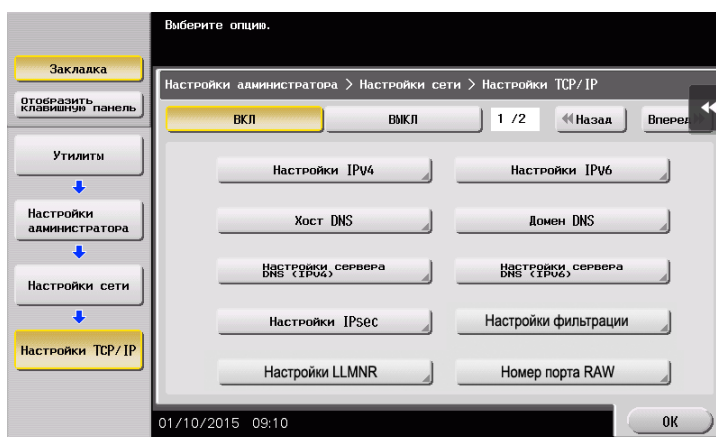 Выберите опцию.
Закладка
Отобразить
клавишную панель
Утилиты
Настройки
администратора
Настройки сети
Настройки TCP/IP
Настройки администратора > Настройки сети > Настройки TCP/IP
ВКЛ
ВЫКЛ
1 /2
Назад
Вперед
Настройки IPv4
Настройки IPv6
Хост DNS
Домен DNS
Настройки сервера
DNS (IPv4)
Настройки сервера
DNS (IPv6)
Настройки IPsec
Настройки фильтрации
Настройки LLMNR
Номер порта RAW
01/10/2015 09:10
OK